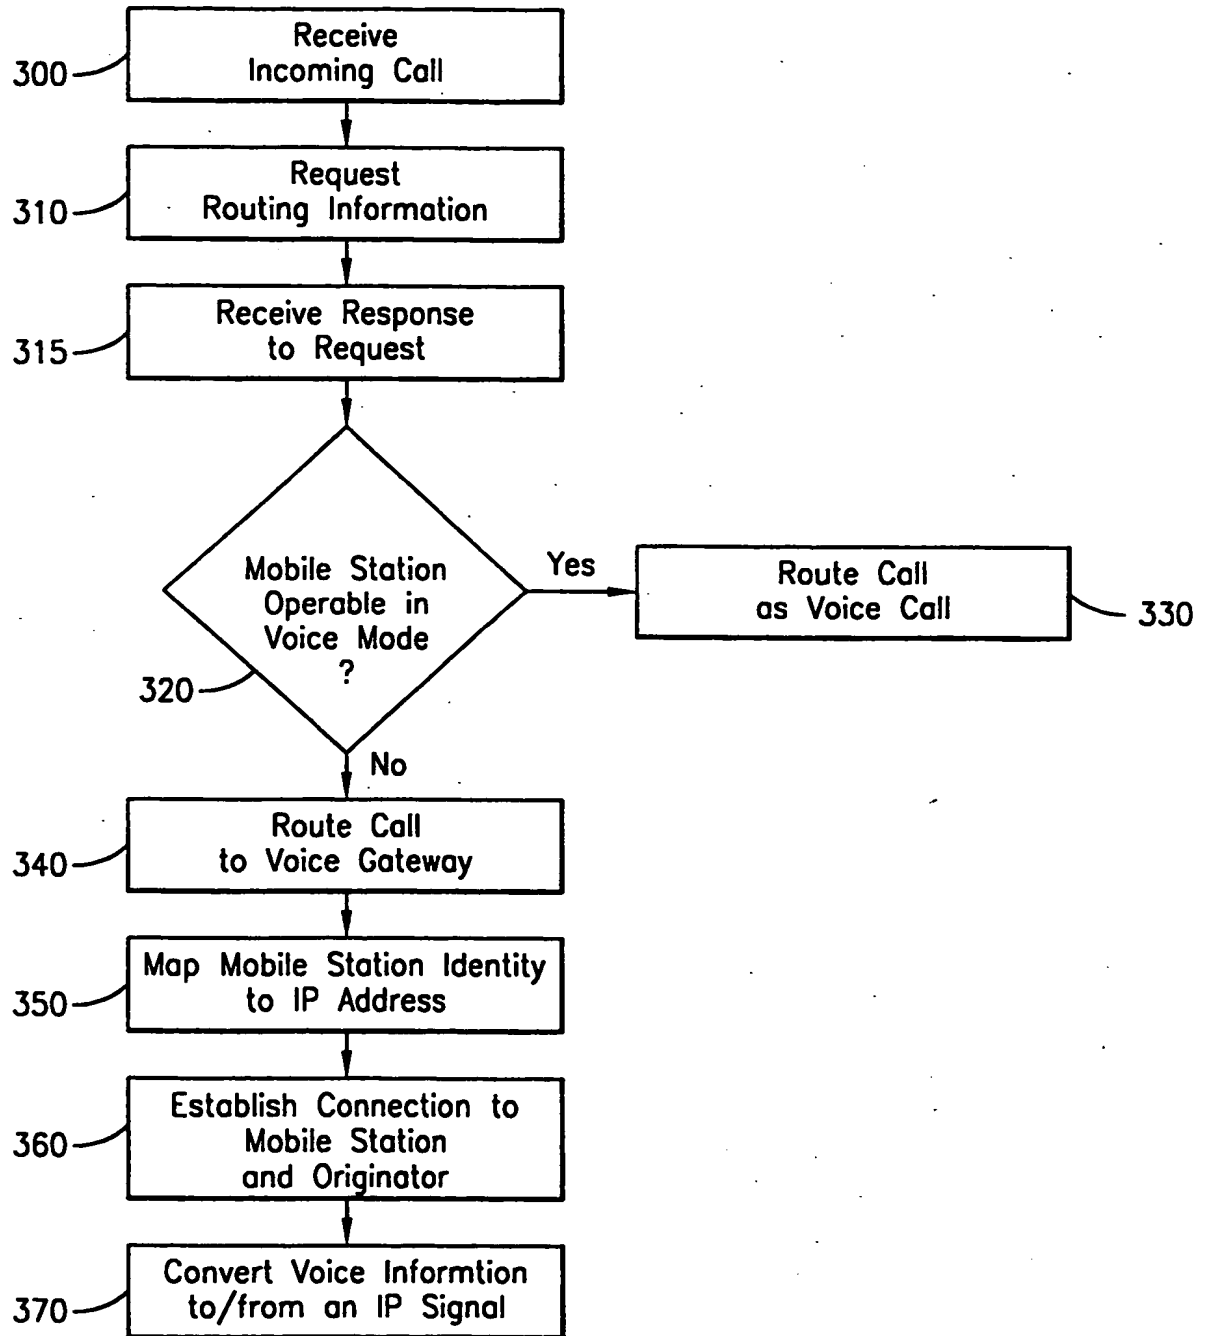 Receive
Incoming Call
300
Request
Routing Information
310
Receive Response
to Request
315
Mobile Station
Operable in
Voice Mode
?
320
Yes
Route Call
as Voice Call
330
No
Route Call
to Voice Gateway
340
Map Mobile Station Identity
to IP Address
350
Establish Connection to
Mobile Station
and Originator
360
Convert Voice Informtion
to/from an IP Signal
370